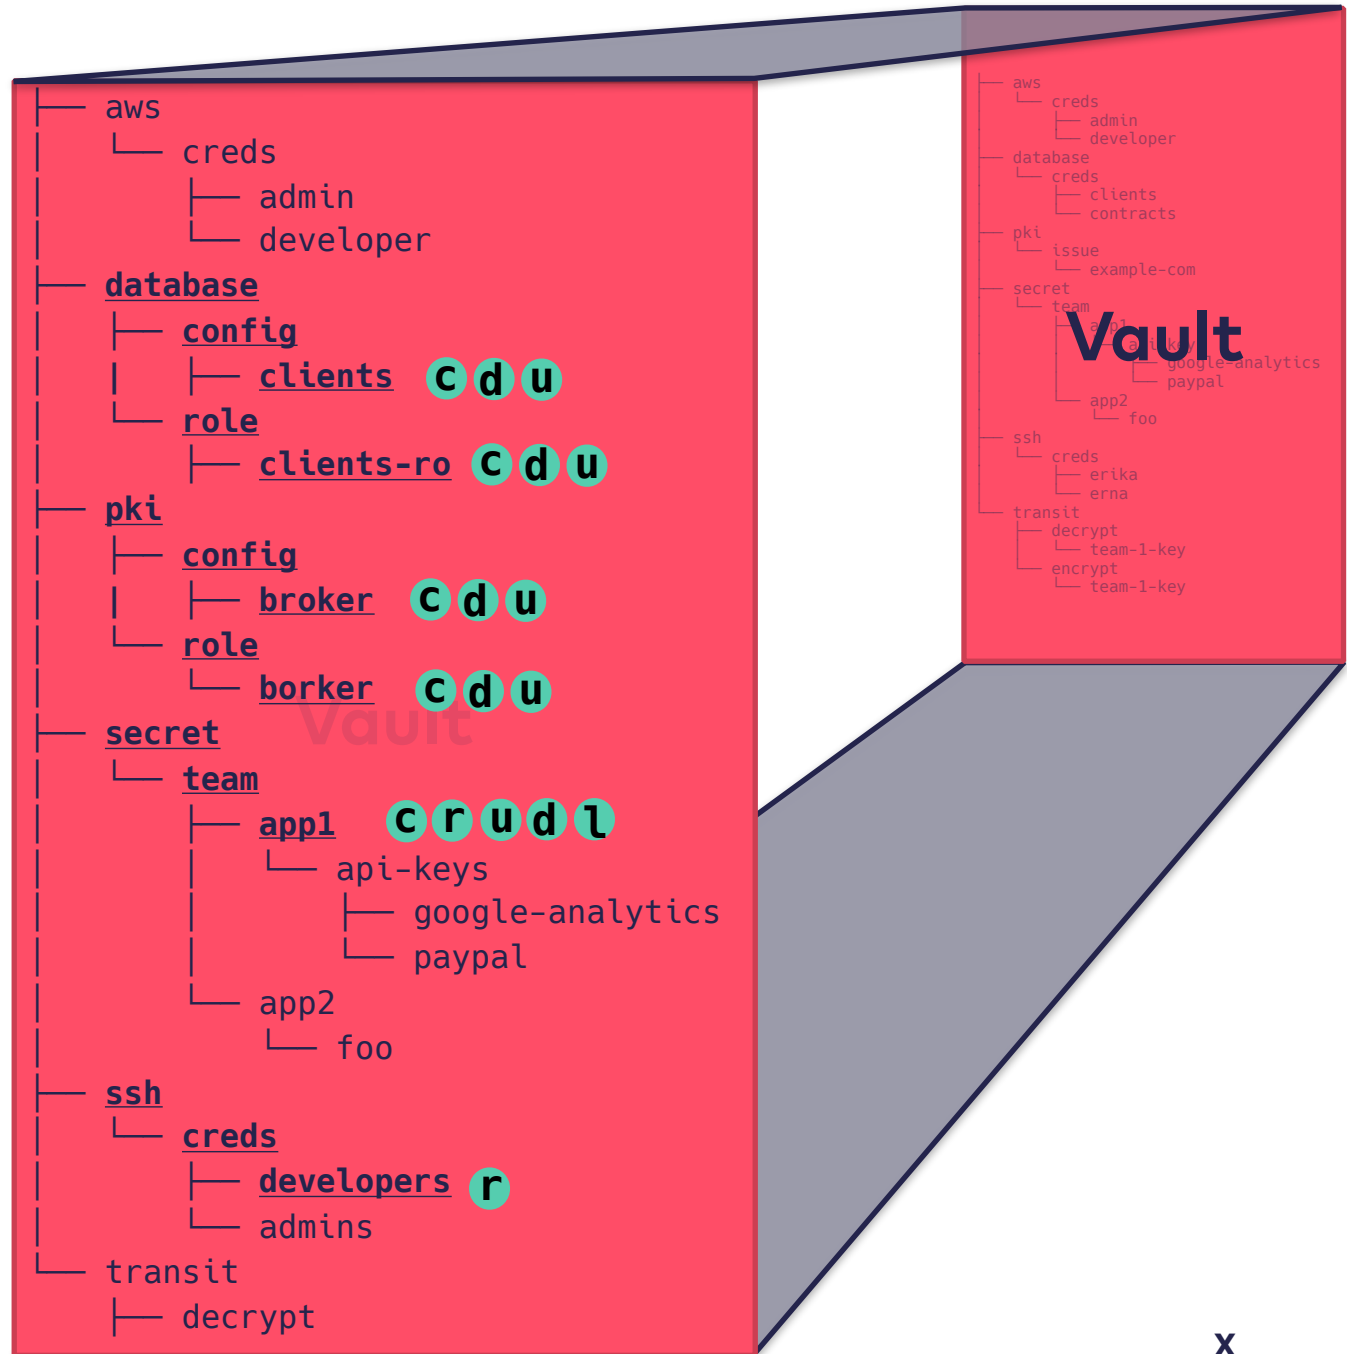 ├── aws
│   └── creds
│       ├── admin
│       └── developer
├── database
│   ├── config
│   |   ├── clients c d u
│   └── role
│       ├── clients-ro c d u
├── pki
│   ├── config
│   |   ├── broker c d u
│   └── role
│       └── borker c d u
Vault
├── secret
│   └── team
│       ├── app1 c r u d l
│       │   └── api-keys
│       │       ├── google-analytics
│       │       └── paypal
│       └── app2
│           └── foo
├── ssh
│   └── creds
│       ├── developers r
│       └── admins
└── transit
    ├── decrypt
├── aws
│   └── creds
│       ├── admin
│       └── developer
├── database
│   └── creds
│       ├── clients
│       └── contracts
├── pki
│   └── issue
│       └── example-com
├── secret
│   └── team
│       ├── app1
Vault
│       │       ├── google-analytics
│       │       └── paypal
│       └── app2
│           └── foo
├── ssh
│   └── creds
│       ├── erika
│       └── erna
└── transit
    ├── decrypt
    │   └── team-1-key
    └── encrypt
        └── team-1-key
x